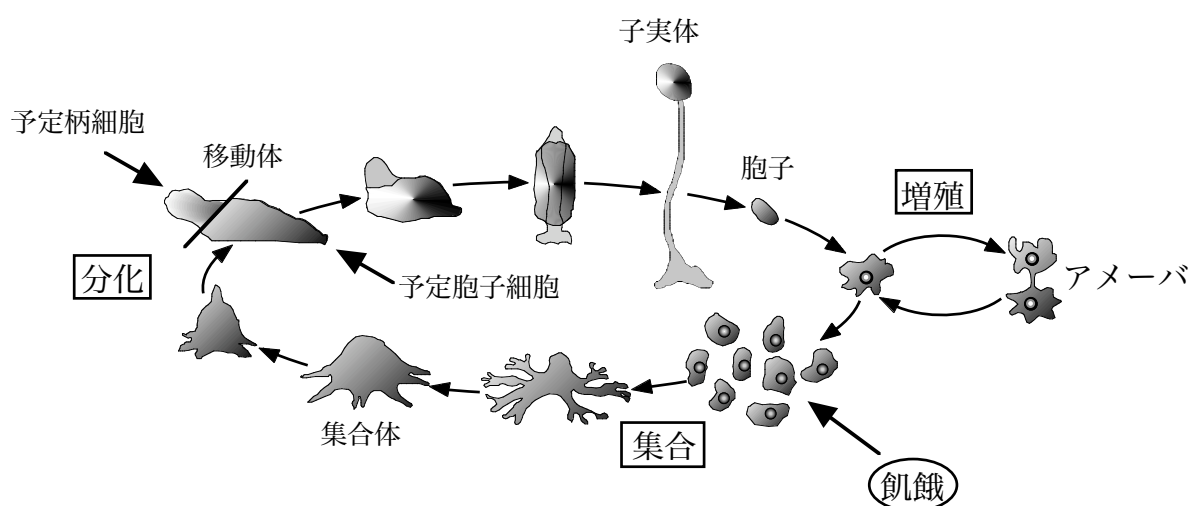 子実体
予定柄細胞
移動体
胞子
増殖
分化
予定胞子細胞
アメーバ
集合体
集合
飢餓